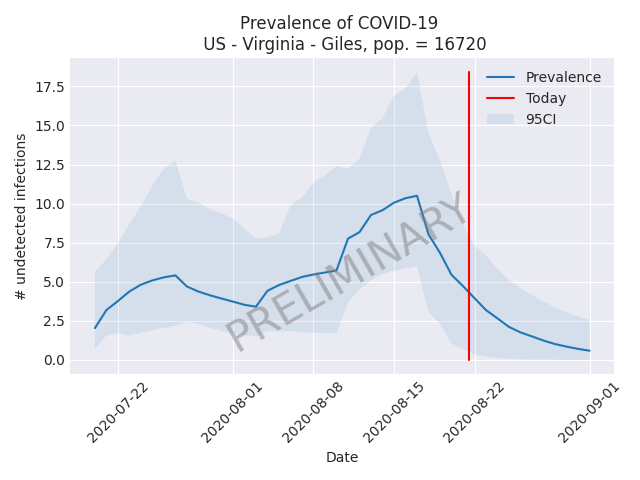 Prevalence of COVID-19
US - Virginia - Giles, pop. = 16720
# undetected infections
17.5
15.0
12.5
10.0
7.5
5.0
2.5
0.0
Prevalence
Today
95CI
PRELIMINARY
2020-07-22
2020-08-01
2020-08-08
2020-08-15
2020-08-22
2020-09-01
Date